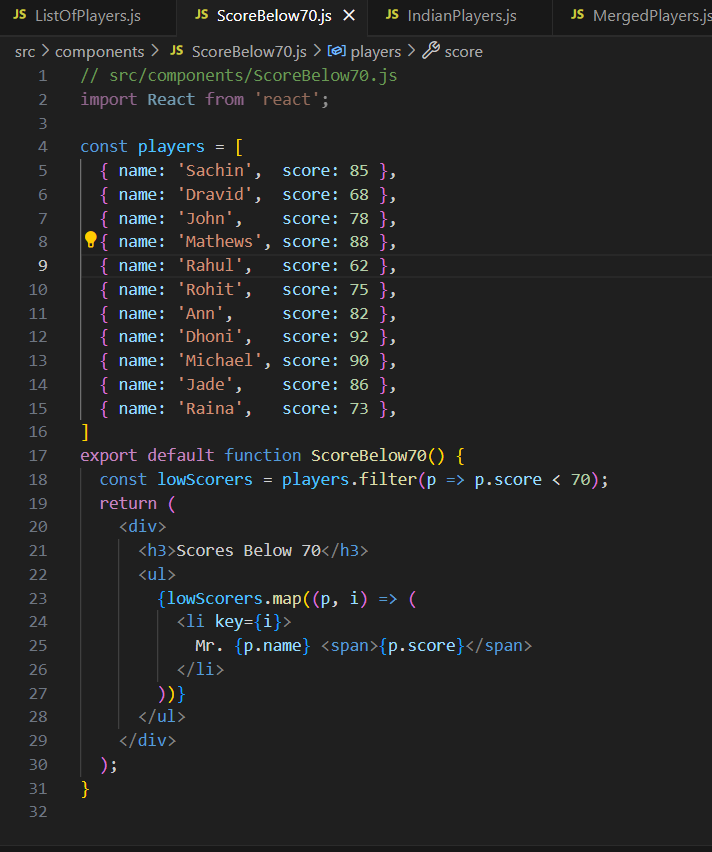 JS ListOfPlayers.js JS ScoreBelow70.js JS IndianPlayers.js JS MergedPlayers.js
src > components > JS ScoreBelow70.js > players > score
1 // src/components/ScoreBelow70.js
2 import React from 'react';
3
4 const players = [
5 { name: 'Sachin',  score: 85 },
6 { name: 'Dravid',  score: 68 },
7 { name: 'John',    score: 78 },
8 { name: 'Mathews', score: 88 },
9 { name: 'Rahul',   score: 62 },
10 { name: 'Rohit',   score: 75 },
11 { name: 'Ann',     score: 82 },
12 { name: 'Dhoni',   score: 92 },
13 { name: 'Michael', score: 90 },
14 { name: 'Jade',    score: 86 },
15 { name: 'Raina',   score: 73 },
16 ]
17 export default function ScoreBelow70() {
18 const lowScorers = players.filter(p => p.score < 70);
19 return (
20 <div>
21 <h3>Scores Below 70</h3>
22 <ul>
23 {lowScorers.map((p, i) => (
24 <li key={i}>
25 Mr. {p.name} <span>{p.score}</span>
26 </li>
27 ))}
28 </ul>
29 </div>
30 );
31 }
32